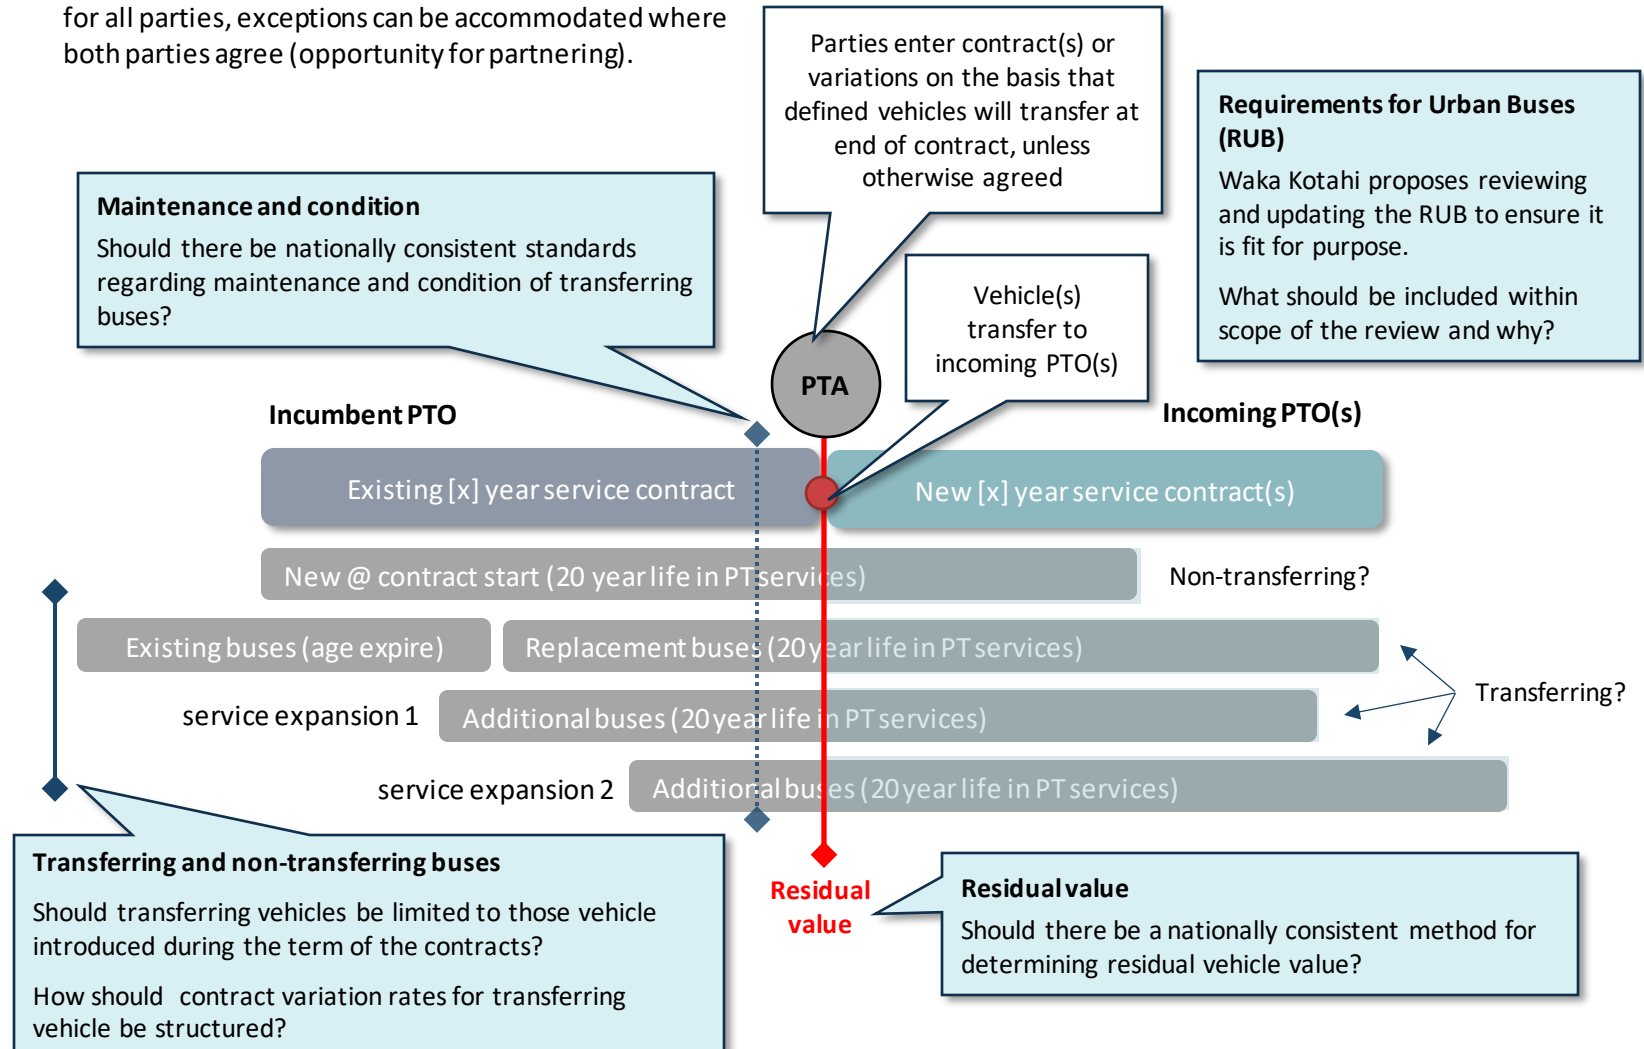 for all parties, exceptions can be accommodated where
both parties agree (opportunity for partnering).
Parties enter contract(s) or
variations on the basis that
defined vehicles will transfer at
end of contract, unless
otherwise agreed
Requirements for Urban Buses
(RUB)
Waka Kotahi proposes reviewing
and updating the RUB to ensure it
is fit for purpose.
What should be included within
scope of the review and why?
Maintenance and condition
Should there be nationally consistent standards
regarding maintenance and condition of transferring
buses?
Vehicle(s)
transfer to
incoming PTO(s)
PTA
Incumbent PTO
Incoming PTO(s)
Existing [x] year service contract
New [x] year service contract(s)
New @ contract start (20 year life in PT services)
Non-transferring?
Existing buses (age expire)
Replacement buses (20 year life in PT services)
Transferring?
service expansion 1
Additional buses (20 year life in PT services)
service expansion 2
Additional buses (20 year life in PT services)
Transferring and non-transferring buses
Should transferring vehicles be limited to those vehicle
introduced during the term of the contracts?
How should contract variation rates for transferring
vehicle be structured?
Residual
value
Residual value
Should there be a nationally consistent method for
determining residual vehicle value?